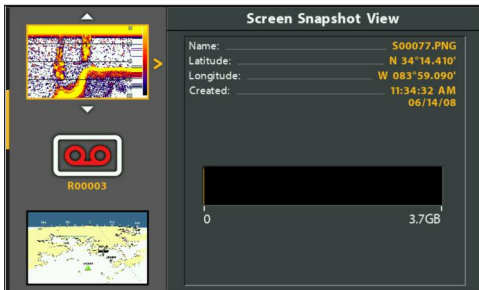 Screen Snapshot View
Name: S00077.PNG
Latitude: N 34°14.410'
Longitude: W 083°59.090'
Created: 11:34:32 AM
06/14/08
R00003
0 3.7GB